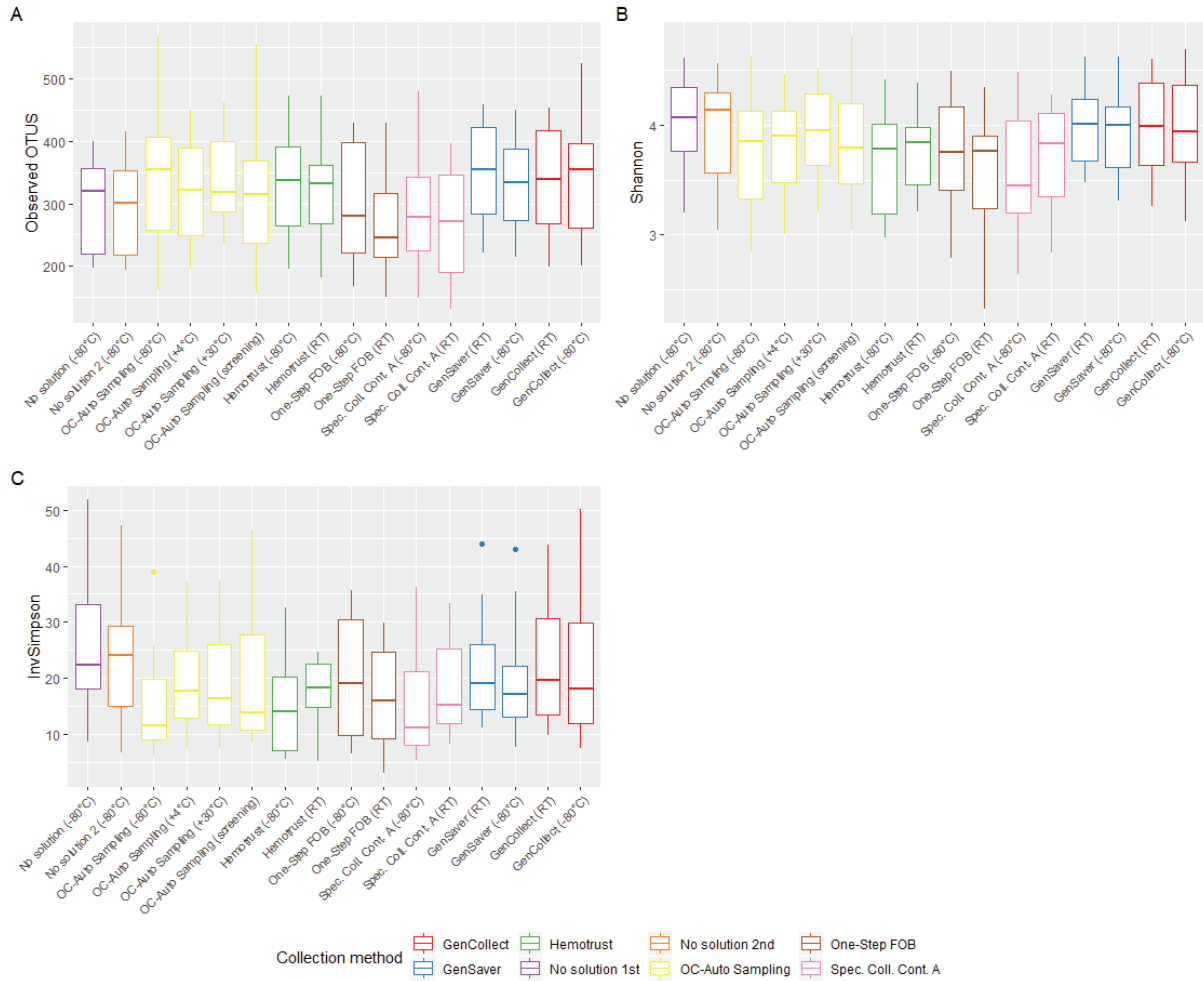 A
Observed OTUS
500
400
300
200
No solution (-80°C)
No solution 2 (-80°C)
OC-Auto Sampling (-80°C)
OC-Auto Sampling (+4°C)
OC-Auto Sampling (+30°C)
OC-Auto Sampling (screening)
Hemotrust (-80°C)
Hemotrust (RT)
One-Step FOB (-80°C)
One-Step FOB (RT)
Spec. Coll. Cont. A (-80°C)
Spec. Coll. Cont. A (RT)
GenSaver (RT)
GenSaver (-80°C)
GenCollect (RT)
GenCollect (-80°C)
B
Shannon
4
3
No solution (-80°C)
No solution 2 (-80°C)
OC-Auto Sampling (-80°C)
OC-Auto Sampling (+4°C)
OC-Auto Sampling (+30°C)
OC-Auto Sampling (screening)
Hemotrust (-80°C)
Hemotrust (RT)
One-Step FOB (-80°C)
One-Step FOB (RT)
Spec. Coll. Cont. A (-80°C)
Spec. Coll. Cont. A (RT)
GenSaver (RT)
GenSaver (-80°C)
GenCollect (RT)
GenCollect (-80°C)
C
InvSimpson
50
40
30
20
10
No solution (-80°C)
No solution 2 (-80°C)
OC-Auto Sampling (-80°C)
OC-Auto Sampling (+4°C)
OC-Auto Sampling (+30°C)
OC-Auto Sampling (screening)
Hemotrust (-80°C)
Hemotrust (RT)
One-Step FOB (-80°C)
One-Step FOB (RT)
Spec. Coll. Cont. A (-80°C)
Spec. Coll. Cont. A (RT)
GenSaver (RT)
GenSaver (-80°C)
GenCollect (RT)
GenCollect (-80°C)
Collection method
GenCollect
Hemotrust
No solution 2nd
One-Step FOB
GenSaver
No solution 1st
OC-Auto Sampling
Spec. Coll. Cont. A